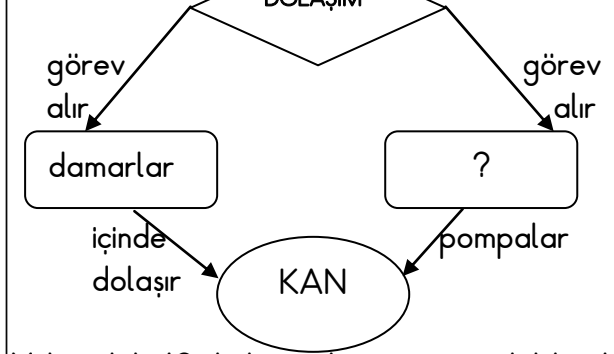 DOLAŞIM
görev
alır
görev
alır
damarlar
?
içinde
dolaşır
pompalar
KAN